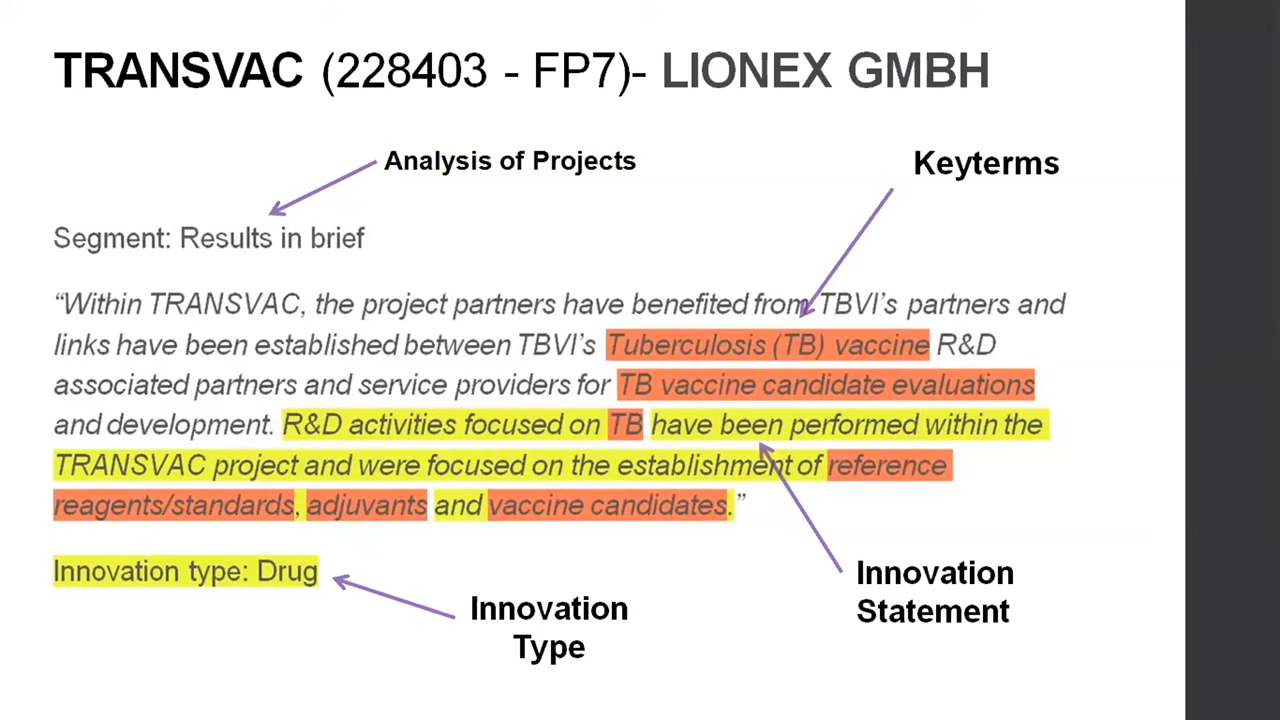 TRANSVAC (228403 - FP7)- LIONEX GMBH
Analysis of Projects
Keyterms
Segment: Results in brief
“Within TRANSVAC, the project partners have benefited from TBVI’s partners and
links have been established between TBVI’s Tuberculosis (TB) vaccine R&D
associated partners and service providers for TB vaccine candidate evaluations
and development. R&D activities focused on TB have been performed within the
TRANSVAC project and were focused on the establishment of reference
reagents/standards, adjuvants and vaccine candidates.”
Innovation type: Drug
Innovation
Type
Innovation
Statement